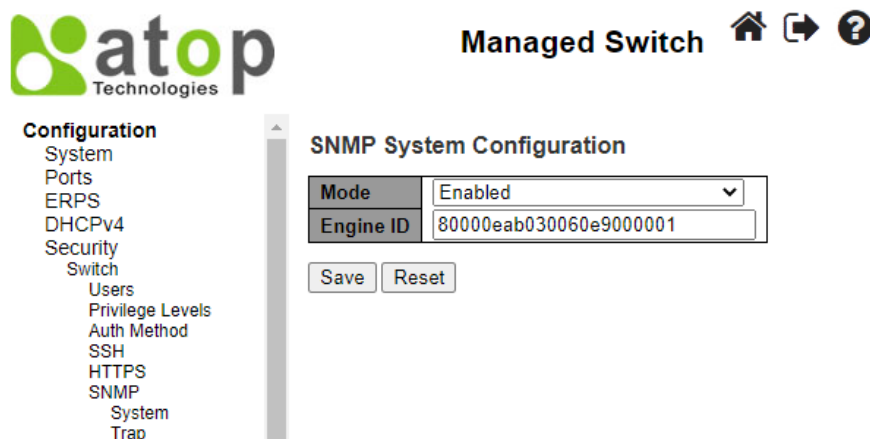 atop
Technologies
Managed Switch
Configuration
System
Ports
ERPS
DHCPv4
Security
Switch
Users
Privilege Levels
Auth Method
SSH
HTTPS
SNMP
System
Trap
SNMP System Configuration
Mode Enabled
Engine ID 80000eab030060e9000001
Save Reset